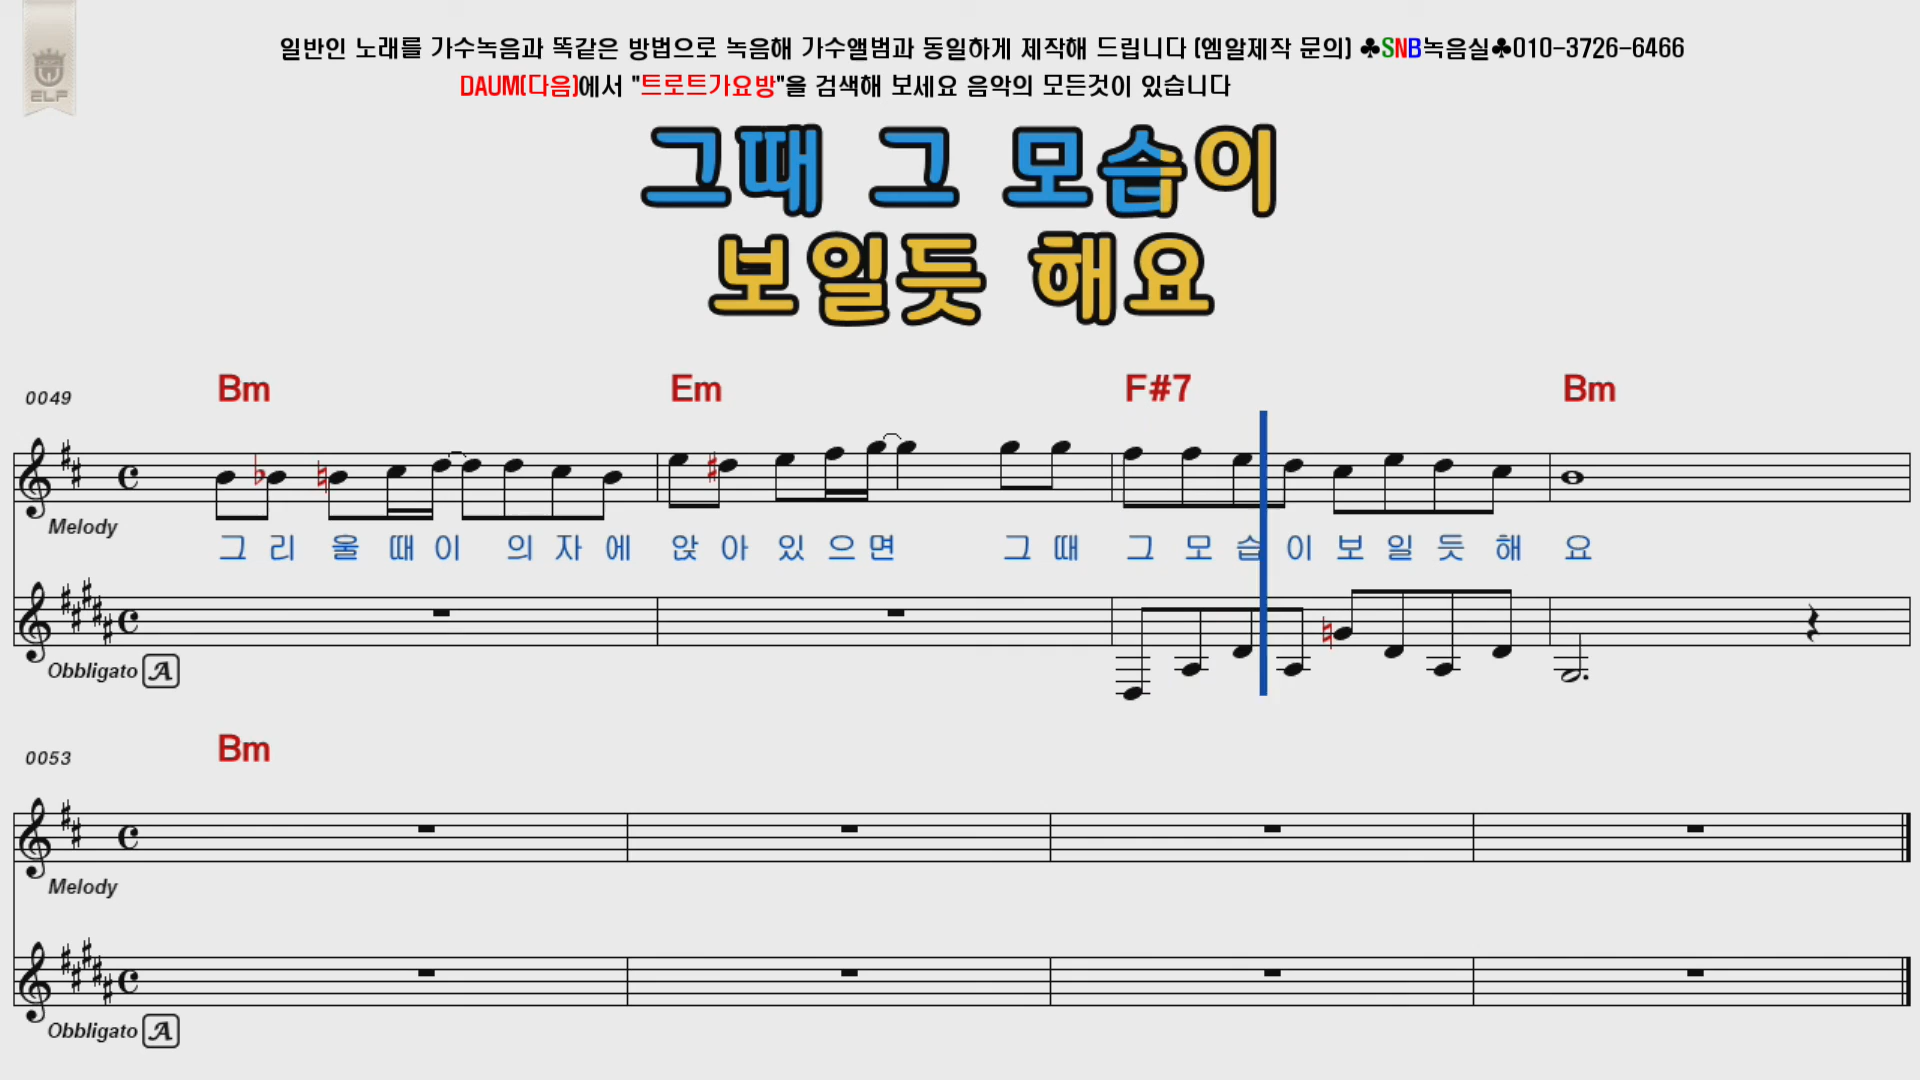 ELF
일반인 노래를 가수녹음과 똑같은 방법으로 녹음해 가수앨범과 동일하게 제작해 드립니다 (엠알제작 문의) ♣SNB녹음실♣010-3726-6466
DAUM(다음)에서 "트로트가요방"을 검색해 보세요 음악의 모든것이 있습니다
그때 그 모습이
보일듯 해요
0049 Bm Em F#7 Bm
Melody
그 리 울 때 이 의 자 에 앉 아 있 으 면 그 때 그 모 습 이 보 일 듯 해 요
Obbligato A
0053 Bm
Melody
Obbligato A